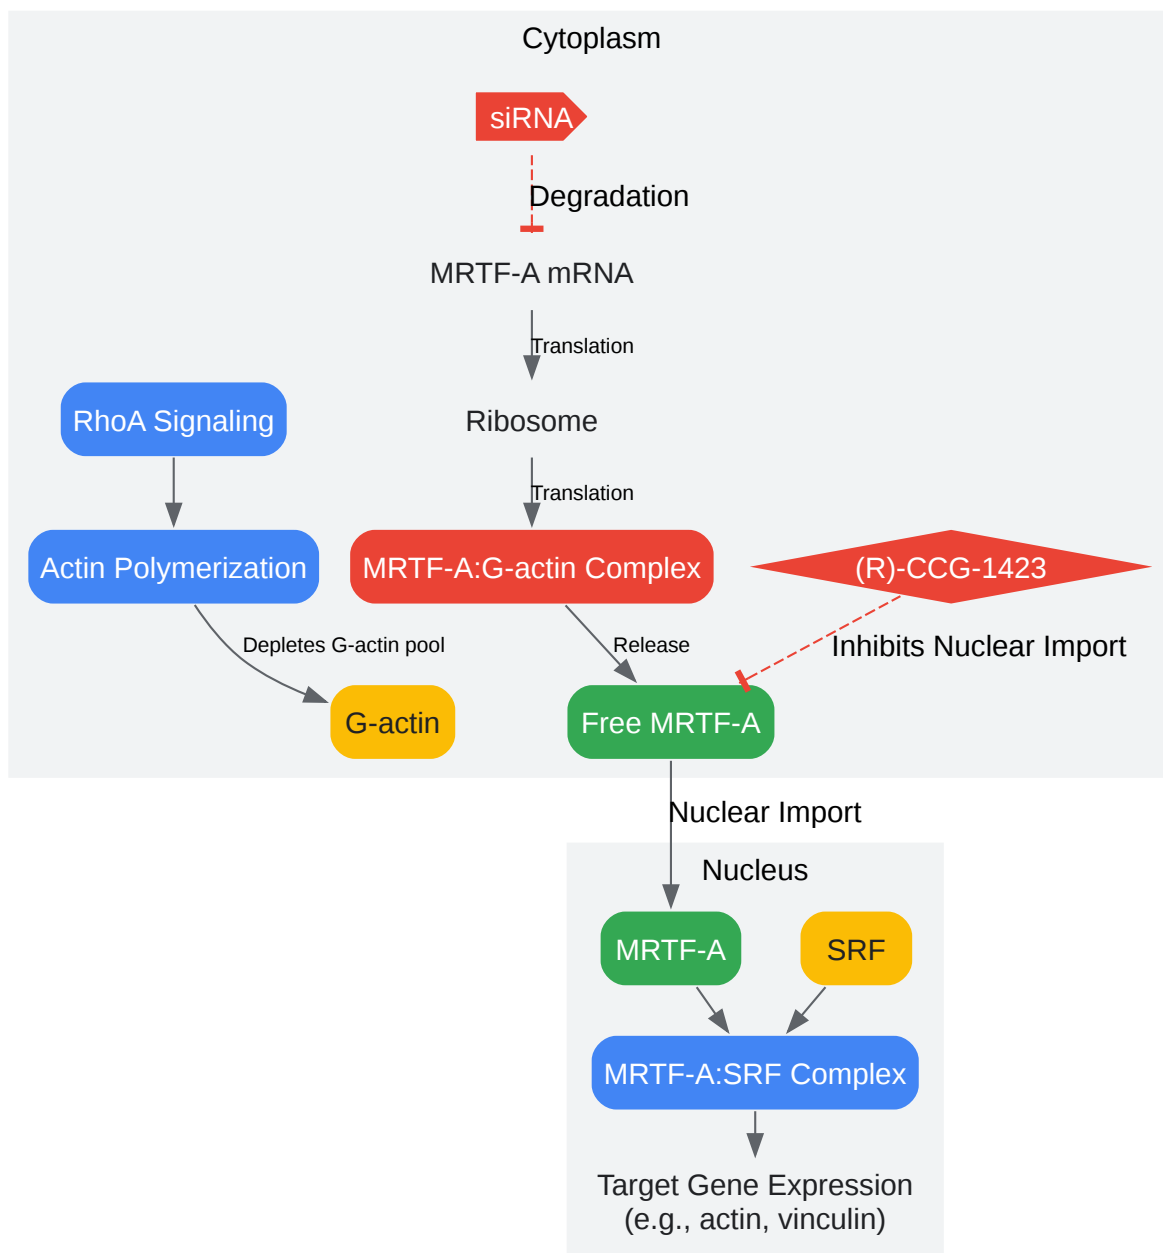 Cytoplasm
siRNA
Degradation
MRTF-A mRNA
Translation
RhoA Signaling
Ribosome
Translation
Actin Polymerization
MRTF-A:G-actin Complex
(R)-CCG-1423
Depletes G-actin pool
Release
Inhibits Nuclear Import
G-actin
Free MRTF-A
Nuclear Import
Nucleus
MRTF-A
SRF
MRTF-A:SRF Complex
Target Gene Expression
(e.g., actin, vinculin)